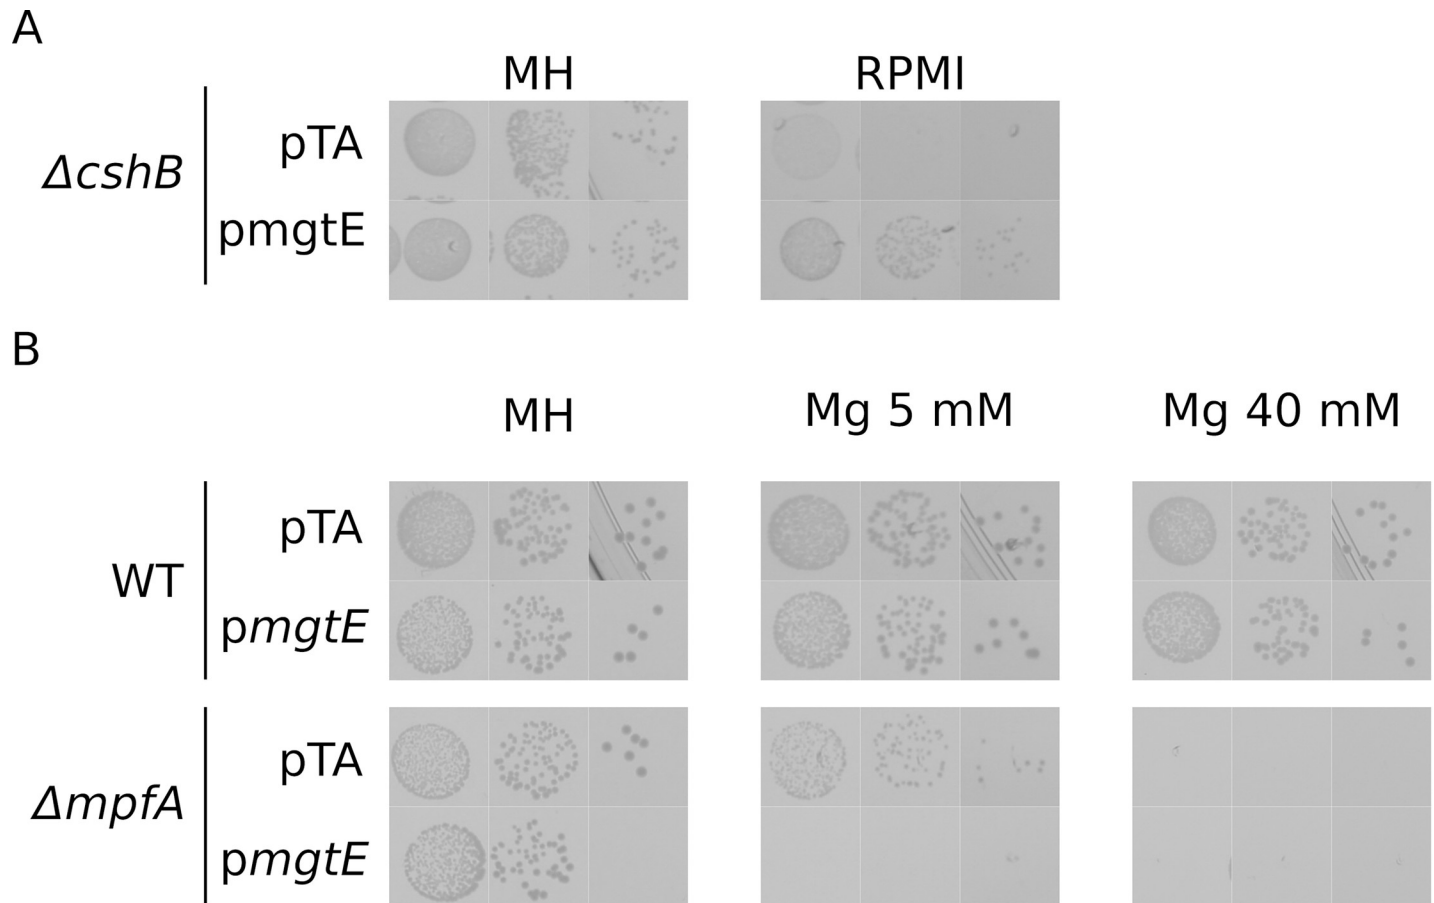 A
MH RPMI
ΔcshB
pTA
pmgtE
B
MH Mg 5 mM Mg 40 mM
WT
pTA
pmgtE
ΔmpfA
pTA
pmgtE